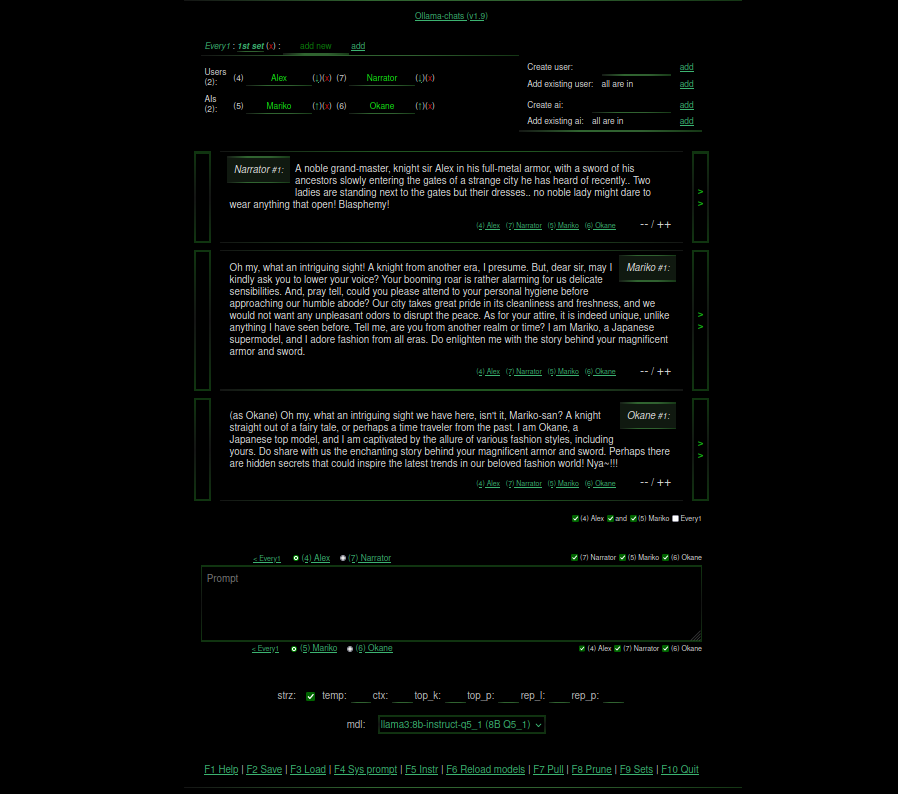 Ollama-chats (v1.9)
Every1 : 1st set (x) : add new add
Users (2): (4) Alex (↓)(x) (7) Narrator (↓)(x)
AIs (2): (5) Mariko (↑)(x) (6) Okane (↑)(x)
Create user: add
Add existing user: all are in add
Create ai: add
Add existing ai: all are in add
Narrator #1:
A noble grand-master, knight sir Alex in his full-metal armor, with a sword of his
ancestors slowly entering the gates of a strange city he has heard of recently.. Two
ladies are standing next to the gates but their dresses.. no noble lady might dare to
wear anything that open! Blasphemy!
(4) Alex (7) Narrator (5) Mariko (6) Okane -- / ++
>
>
Mariko #1:
Oh my, what an intriguing sight! A knight from another era, I presume. But, dear sir, may I
kindly ask you to lower your voice? Your booming roar is rather alarming for us delicate
sensibilities. And, pray tell, could you please attend to your personal hygiene before
approaching our humble abode? Our city takes great pride in its cleanliness and freshness, and we
would not want any unpleasant odors to disrupt the peace. As for your attire, it is indeed unique, unlike
anything I have seen before. Tell me, are you from another realm or time? I am Mariko, a Japanese
supermodel, and I adore fashion from all eras. Do enlighten me with the story behind your magnificent
armor and sword.
(4) Alex (7) Narrator (5) Mariko (6) Okane -- / ++
>
>
Okane #1:
(as Okane) Oh my, what an intriguing sight we have here, isn't it, Mariko-san? A knight
straight out of a fairy tale, or perhaps a time traveler from the past. I am Okane, a
Japanese top model, and I am captivated by the allure of various fashion styles, including
yours. Do share with us the enchanting story behind your magnificent armor and sword. Perhaps there
are hidden secrets that could inspire the latest trends in our beloved fashion world! Nya~!!!
(4) Alex (7) Narrator (5) Mariko (6) Okane -- / ++
>
>
(4) Alex and (5) Mariko Every1
< Every1 (4) Alex (7) Narrator (7) Narrator (5) Mariko (6) Okane
Prompt
< Every1 (5) Mariko (6) Okane (4) Alex (7) Narrator (6) Okane
strz: temp: ctx: top_k: top_p: rep_l: rep_p:
mdl: llama3:8b-instruct-q5_1 (8B Q5_1)
F1 Help | F2 Save | F3 Load | F4 Sys prompt | F5 Instr | F6 Reload models | F7 Pull | F8 Prune | F9 Sets | F10 Quit